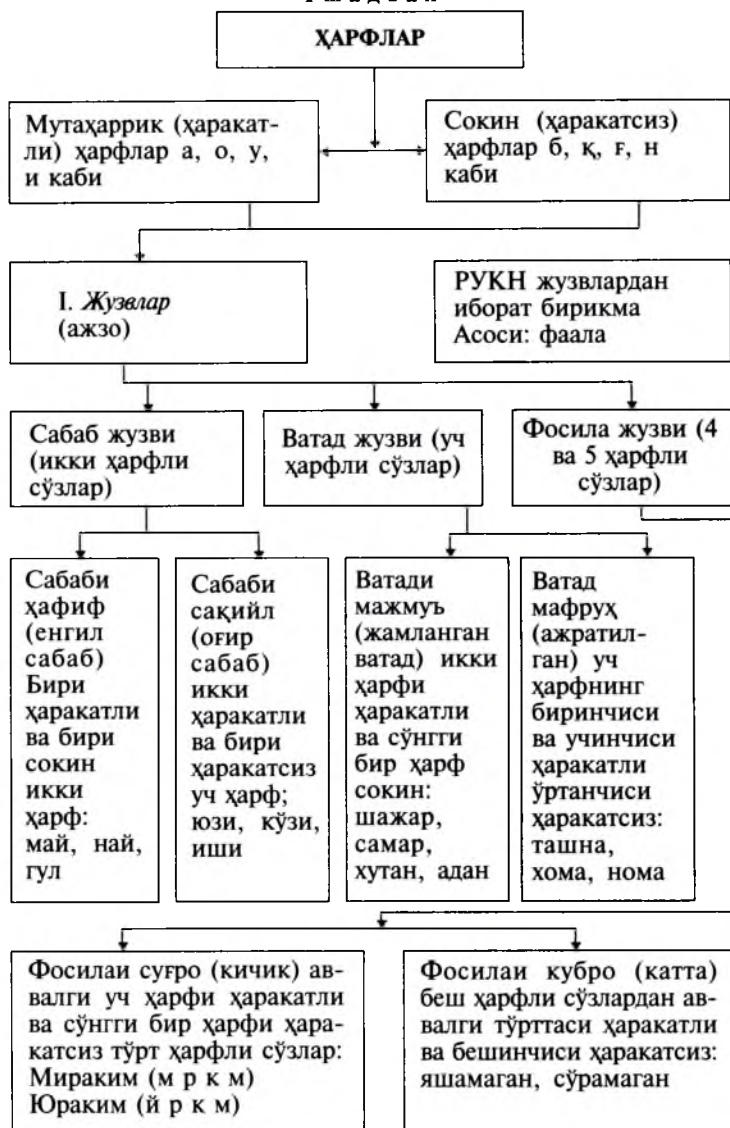 ҲАРФЛАР
Мутаҳаррик (ҳаракат-
ли) ҳарфлар а, о, у,
и каби
Сокин (ҳаракатсиз)
ҳарфлар б, қ, ғ, н
каби
I. Жузвлар
(ажзо)
РУКН жузвлардан
иборат бирикма
Асоси: фаала
Сабаб жузви
(икки ҳарфли
сўзлар)
Ватад жузви (уч
ҳарфли сўзлар)
Фосила жузви (4
ва 5 ҳарфли
сўзлар)
Сабаби
ҳафиф
(енгил
сабаб)
Бири
ҳаракатли
ва бири
сокин
икки
ҳарф:
май, най,
гул
Сабаби
сақийл
(оғир
сабаб)
икки
ҳаракатли
ва бири
ҳаракатсиз
уч ҳарф;
юзи, кўзи,
иши
Ватади
мажмуъ
(жамланган
ватад) икки
ҳарфи
ҳаракатли
ва сўнгги
бир ҳарф
сокин:
шажар,
самар,
хутан, адан
Ватад
мафруҳ
(ажратил-
ган) уч
ҳарфнинг
биринчиси
ва учинчиси
ҳаракатли
ўртанчиси
ҳаракатсиз:
ташна,
хома, нома
Фосилаи суғро (кичик) ав-
валги уч ҳарфи ҳаракатли
ва сўнгги бир ҳарфи ҳара-
катсиз тўрт ҳарфли сўзлар:
Мираким (м р к м)
Юраким (й р к м)
Фосилаи кубро (катта)
беш ҳарфли сўзлардан ав-
валги тўрттаси ҳаракатли
ва бешинчиси ҳаракатсиз:
яшамаган, сўрамаган